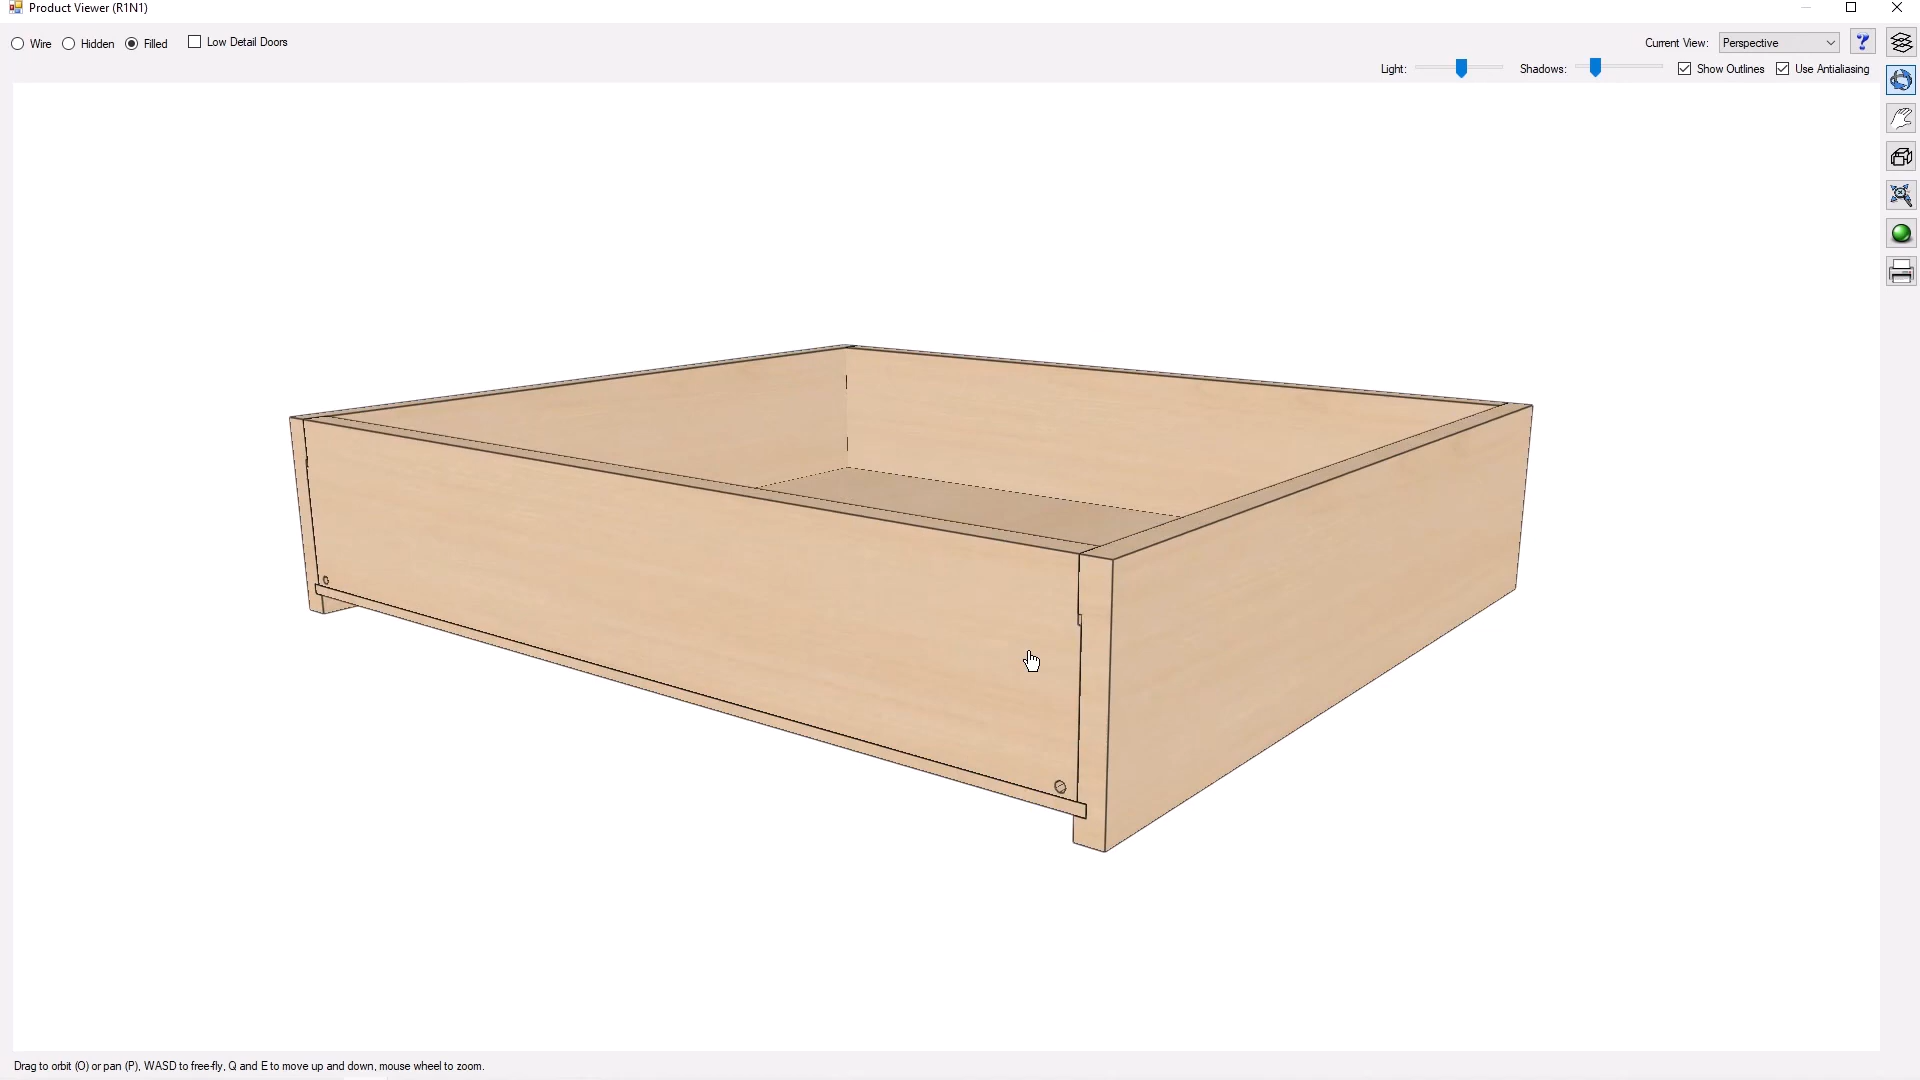 Product Viewer (R1N1)
Wire Hidden Filled Low Detail Doors
Current View: Perspective ?
Light: Shadows: Show Outlines Use Antialiasing
Drag to orbit (O) or pan (P), WASD to free-fly, Q and E to move up and down, mouse wheel to zoom.